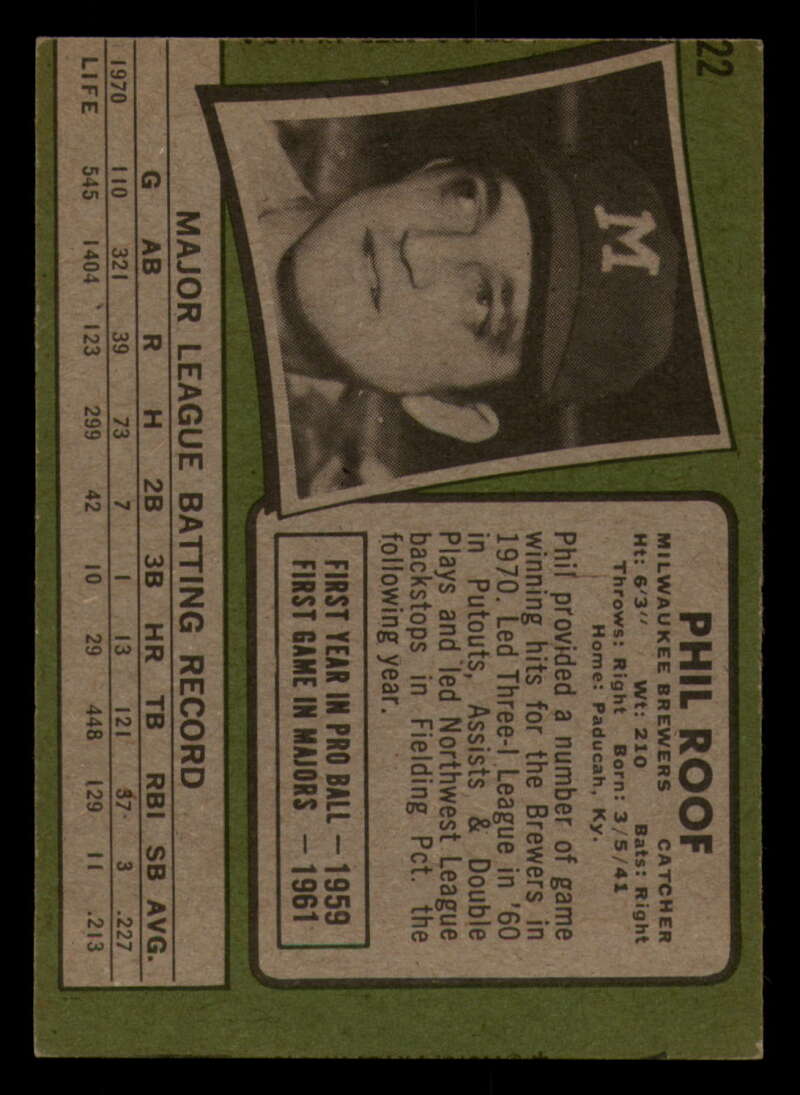 22
M
PHIL ROOF
MILWAUKEE BREWERS CATCHER
Ht: 6'3" Wt: 210 Bats: Right
Throws: Right Born: 3/5/41
Home: Paducah, Ky.
Phil provided a number of game
winning hits for the Brewers in
1970. Led Three-I League in '60
in Putouts, Assists & Double
Plays and led Northwest League
backstops in Fielding Pct. the
following year.
FIRST YEAR IN PRO BALL — 1959
FIRST GAME IN MAJORS — 1961
MAJOR LEAGUE BATTING RECORD
G AB R H 2B 3B HR TB RBI SB AVG.
1970 110 321 39 73 7 1 13 121 37 3 .227
LIFE 545 1404 123 299 42 10 29 448 129 11 .213